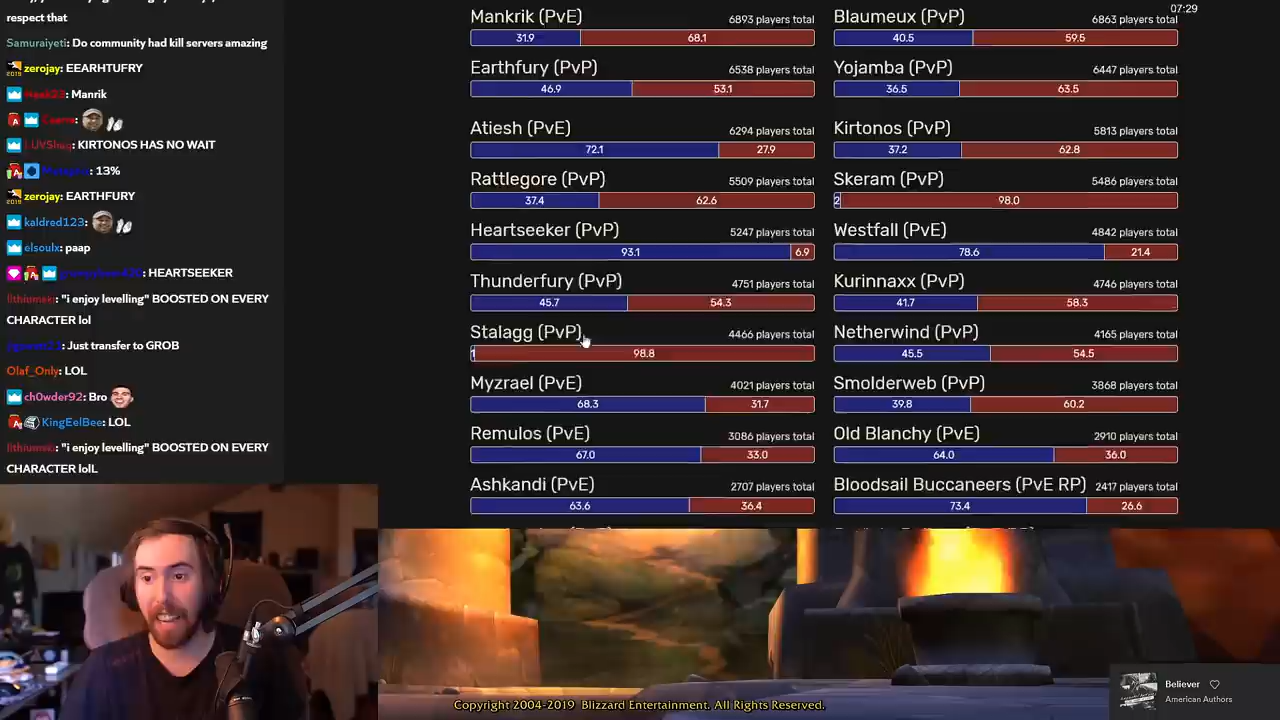 respect that
Samuraiyeti: Do community had kill servers amazing
zerojay: EEARHTUFRY
Manrik
LUVShaq: KIRTONOS HAS NO WAIT
13%
zerojay: EARTHFURY
kaldred123:
elsoulx: paap
HEARTSEEKER
"i enjoy levelling" BOOSTED ON EVERY
CHARACTER lol
Just transfer to GROB
Olaf_Only: LOL
ch0wder92: Bro
KingEelBee: LOL
"i enjoy levelling" BOOSTED ON EVERY
CHARACTER lolL
07:29
Mankrik (PvE) 6893 players total
31.9 68.1
Blaumeux (PvP) 6863 players total
40.5 59.5
Earthfury (PvP) 6538 players total
46.9 53.1
Yojamba (PvP) 6447 players total
36.5 63.5
Atiesh (PvE) 6294 players total
72.1 27.9
Kirtonos (PvP) 5813 players total
37.2 62.8
Rattlegore (PvP) 5509 players total
37.4 62.6
Skeram (PvP) 5486 players total
2 98.0
Heartseeker (PvP) 5247 players total
93.1 6.9
Westfall (PvE) 4842 players total
78.6 21.4
Thunderfury (PvP) 4751 players total
45.7 54.3
Kurinnaxx (PvP) 4746 players total
41.7 58.3
Stalagg (PvP) 4466 players total
1 98.8
Netherwind (PvP) 4165 players total
45.5 54.5
Myzrael (PvE) 4021 players total
68.3 31.7
Smolderweb (PvP) 3868 players total
39.8 60.2
Remulos (PvE) 3086 players total
67.0 33.0
Old Blanchy (PvE) 2910 players total
64.0 36.0
Ashkandi (PvE) 2707 players total
63.6 36.4
Bloodsail Buccaneers (PvE RP) 2417 players total
73.4 26.6
Copyright 2004-2019 Blizzard Entertainment. All Rights Reserved.
Believer
American Authors